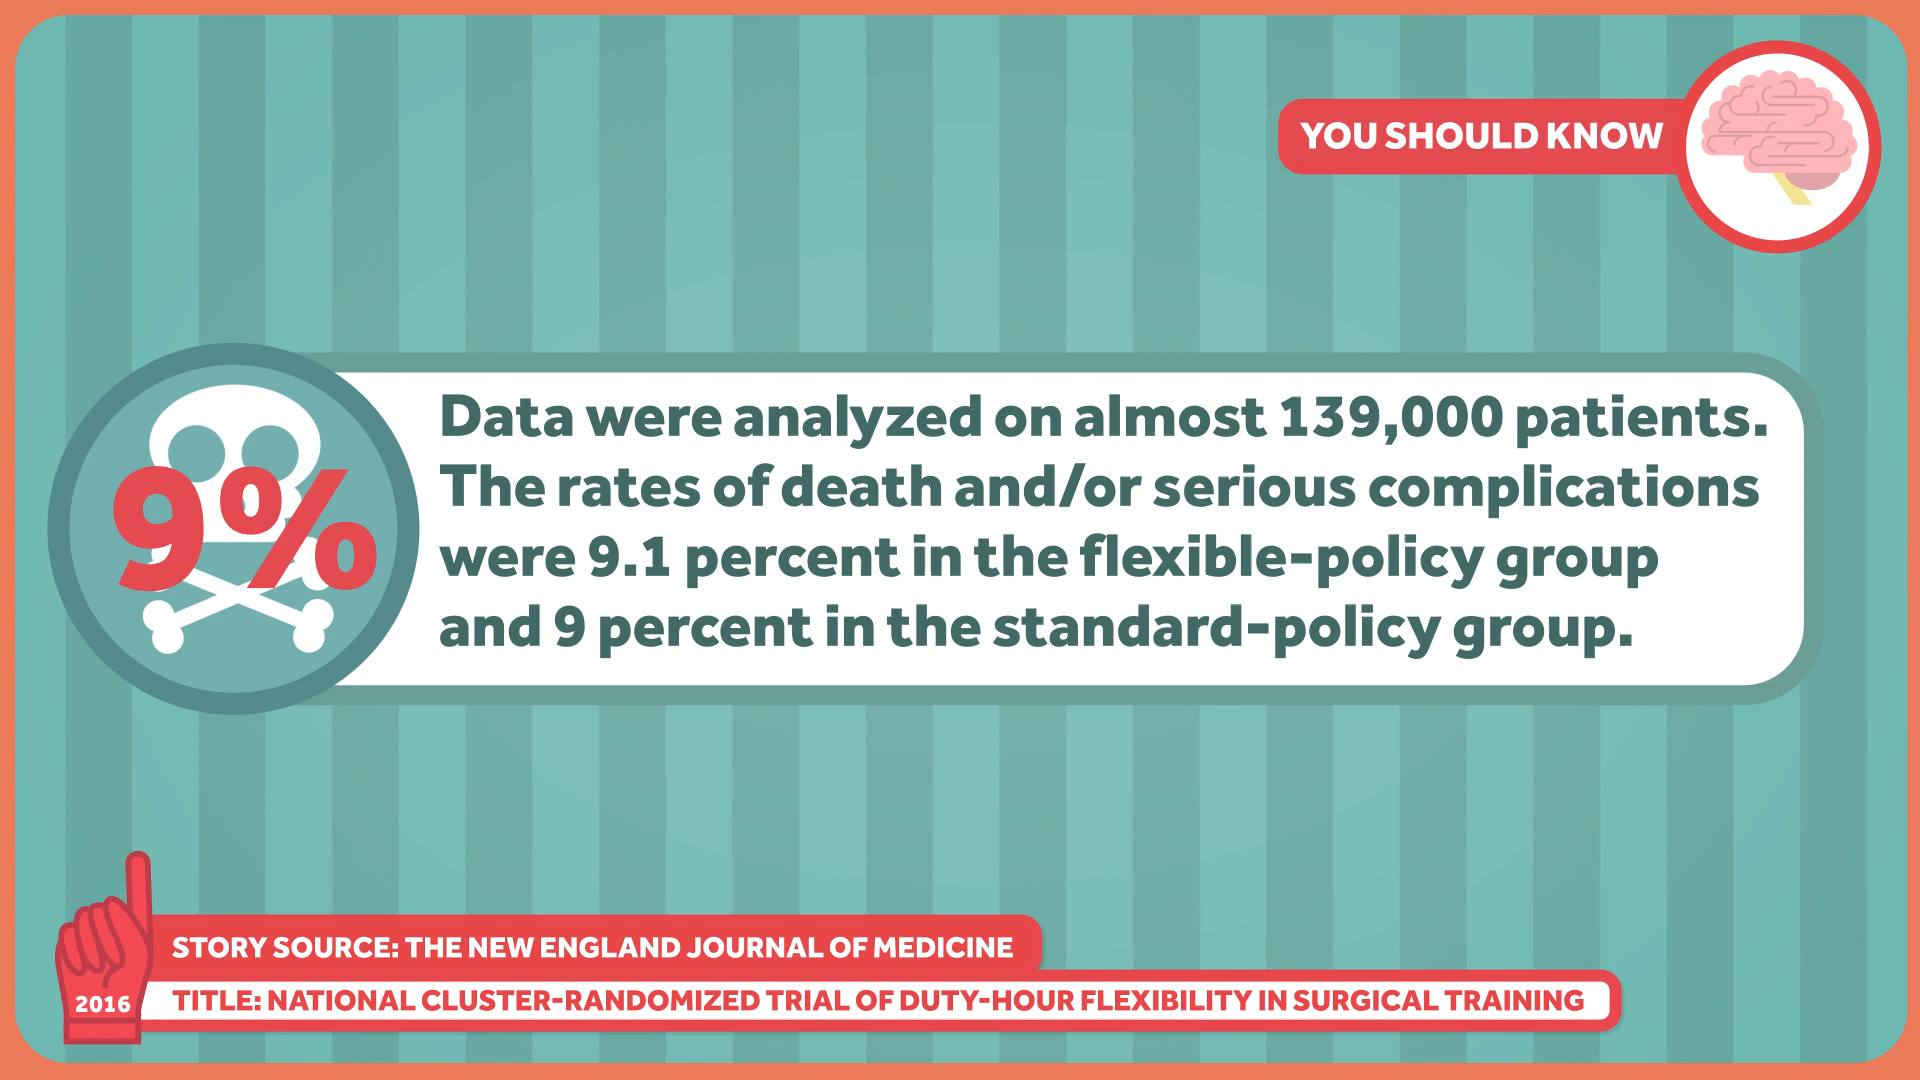 YOU SHOULD KNOW
9%
Data were analyzed on almost 139,000 patients.
The rates of death and/or serious complications
were 9.1 percent in the flexible-policy group
and 9 percent in the standard-policy group.
STORY SOURCE: THE NEW ENGLAND JOURNAL OF MEDICINE
2016
TITLE: NATIONAL CLUSTER-RANDOMIZED TRIAL OF DUTY-HOUR FLEXIBILITY IN SURGICAL TRAINING